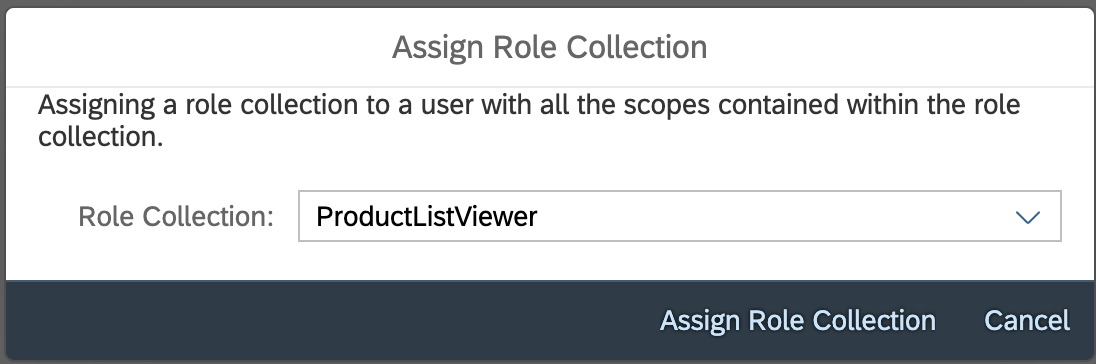 Assign Role Collection
Assigning a role collection to a user with all the scopes contained within the role
collection.
Role Collection: ProductListViewer
Assign Role Collection Cancel